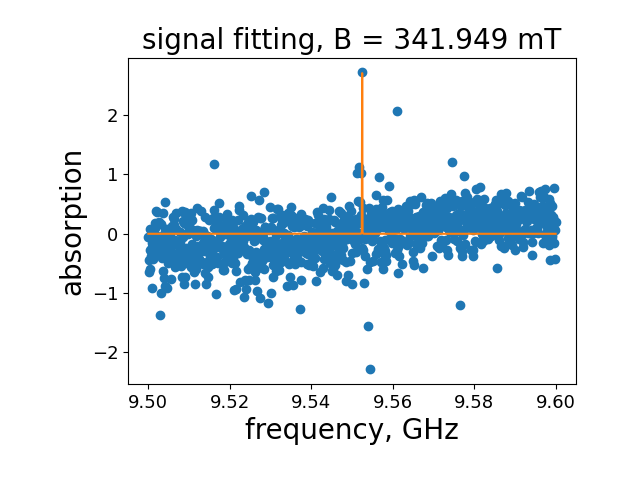 signal fitting, B = 341.949 mT
absorption
2
1
0
−1
−2
9.50 9.52 9.54 9.56 9.58 9.60
frequency, GHz